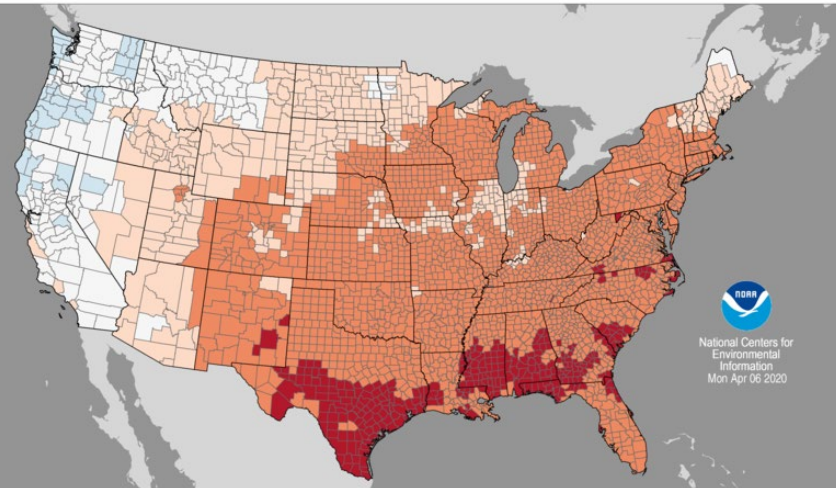 NOAA
National Centers for
Environmental
Information
Mon Apr 06 2020